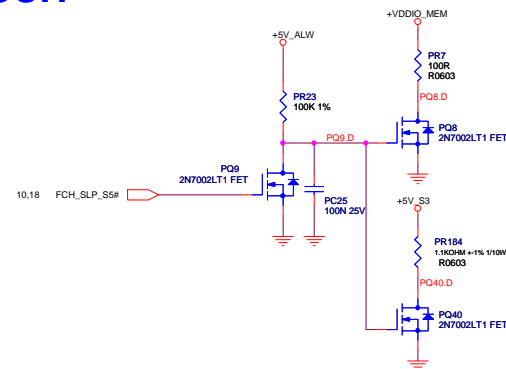 +VDDIO_MEM
+5V_ALW
PR7
100R
R0603
PR23
100K 1%
PQ8.D
PQ9.D
PQ8
2N7002LT1 FET
PQ9
2N7002LT1 FET
10,18 FCH_SLP_S5#
PC25
100N 25V
+5V_S3
PR184
1.1KOHM +-1% 1/10W
R0603
PQ40.D
PQ40
2N7002LT1 FET